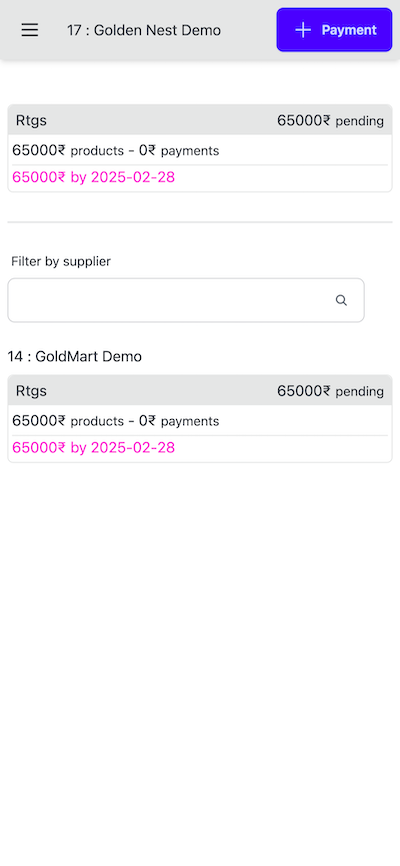 17 : Golden Nest Demo
Payment
Rtgs 65000₹ pending
65000₹ products - 0₹ payments
65000₹ by 2025-02-28
Filter by supplier
14 : GoldMart Demo
Rtgs 65000₹ pending
65000₹ products - 0₹ payments
65000₹ by 2025-02-28